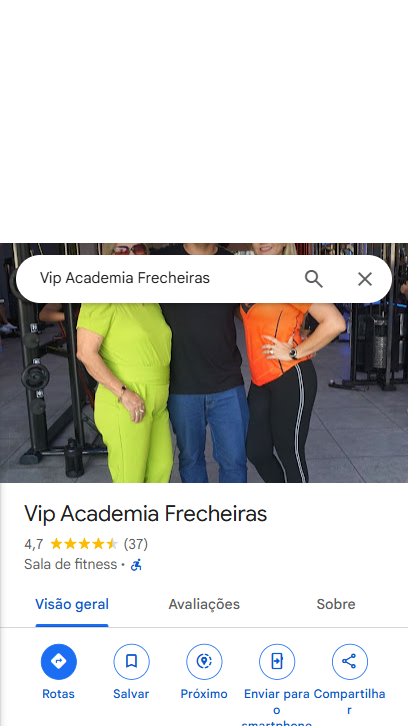 Vip Academia Frecheiras
Vip Academia Frecheiras
4,7 (37)
Sala de fitness ·
Visão geral Avaliações Sobre
Rotas Salvar Próximo Enviar para o smartphone Compartilhar